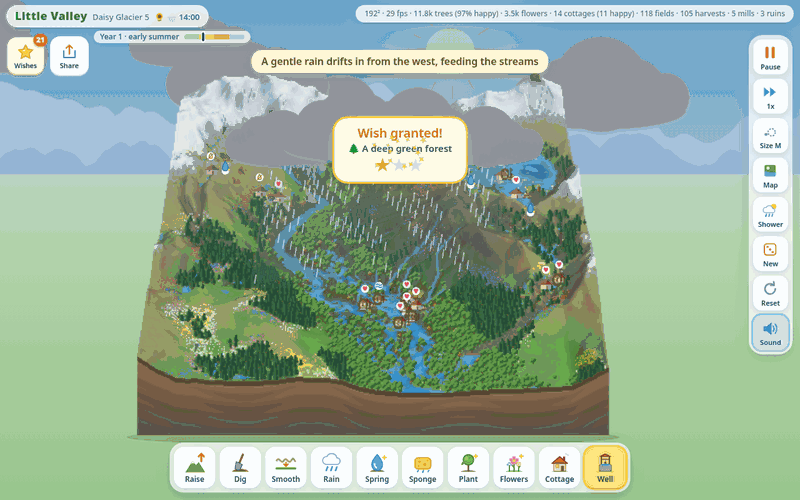 Little Valley Daisy Glacier 5 14:00
192² · 29 fps · 11.8k trees (97% happy) · 3.5k flowers · 14 cottages (11 happy) · 118 fields · 105 harvests · 5 mills · 3 ruins
Year 1 · early summer
21
Wishes
Share
A gentle rain drifts in from the west, feeding the streams
Wish granted!
A deep green forest
Pause
1x
Size M
Map
Shower
New
Reset
Sound
Raise
Dig
Smooth
Rain
Spring
Sponge
Plant
Flowers
Cottage
Well